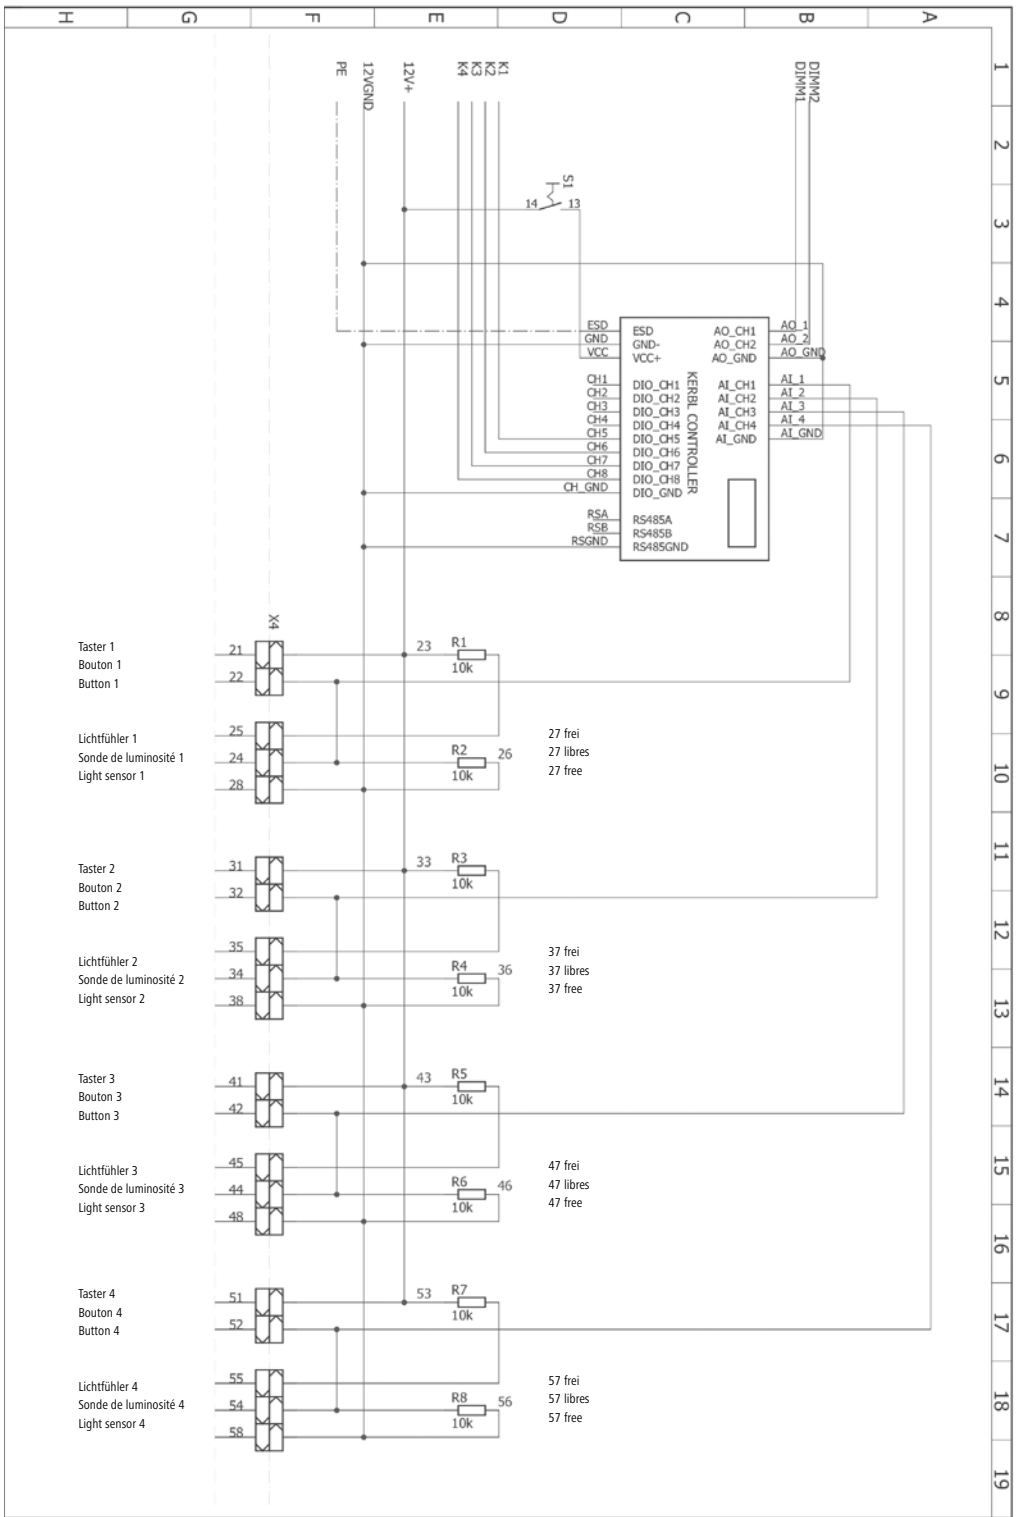 H G F E D C B A
1
2
3
4
5
6
7
8
9
10
11
12
13
14
15
16
17
18
19
PE
12VGND
12V+
K4
K3
K2
K1
DIMM1
DIMM2
S1
14 13
ESD
GND
VCC
CH1
CH2
CH3
CH4
CH5
CH6
CH7
CH8
CH_GND
RSA
RSB
RSGND
ESD
GND-
VCC+
DIO_CH1
DIO_CH2
DIO_CH3
DIO_CH4
DIO_CH5
DIO_CH6
DIO_CH7
DIO_CH8
DIO_GND
RS485A
RS485B
RS485GND
KERBL CONTROLLER
AO_CH1
AO_CH2
AO_GND
AI_CH1
AI_CH2
AI_CH3
AI_CH4
AI_GND
AO_1
AO_2
AO_GND
AI_1
AI_2
AI_3
AI_4
AI_GND
X4
Taster 1
Bouton 1
Button 1
21
22
23 R1
10k
Lichtfühler 1
Sonde de luminosité 1
Light sensor 1
25
24
28
R2 26
10k
27 frei
27 libres
27 free
Taster 2
Bouton 2
Button 2
31
32
33 R3
10k
Lichtfühler 2
Sonde de luminosité 2
Light sensor 2
35
34
38
R4 36
10k
37 frei
37 libres
37 free
Taster 3
Bouton 3
Button 3
41
42
43 R5
10k
Lichtfühler 3
Sonde de luminosité 3
Light sensor 3
45
44
48
R6 46
10k
47 frei
47 libres
47 free
Taster 4
Bouton 4
Button 4
51
52
53 R7
10k
Lichtfühler 4
Sonde de luminosité 4
Light sensor 4
55
54
58
R8 56
10k
57 frei
57 libres
57 free